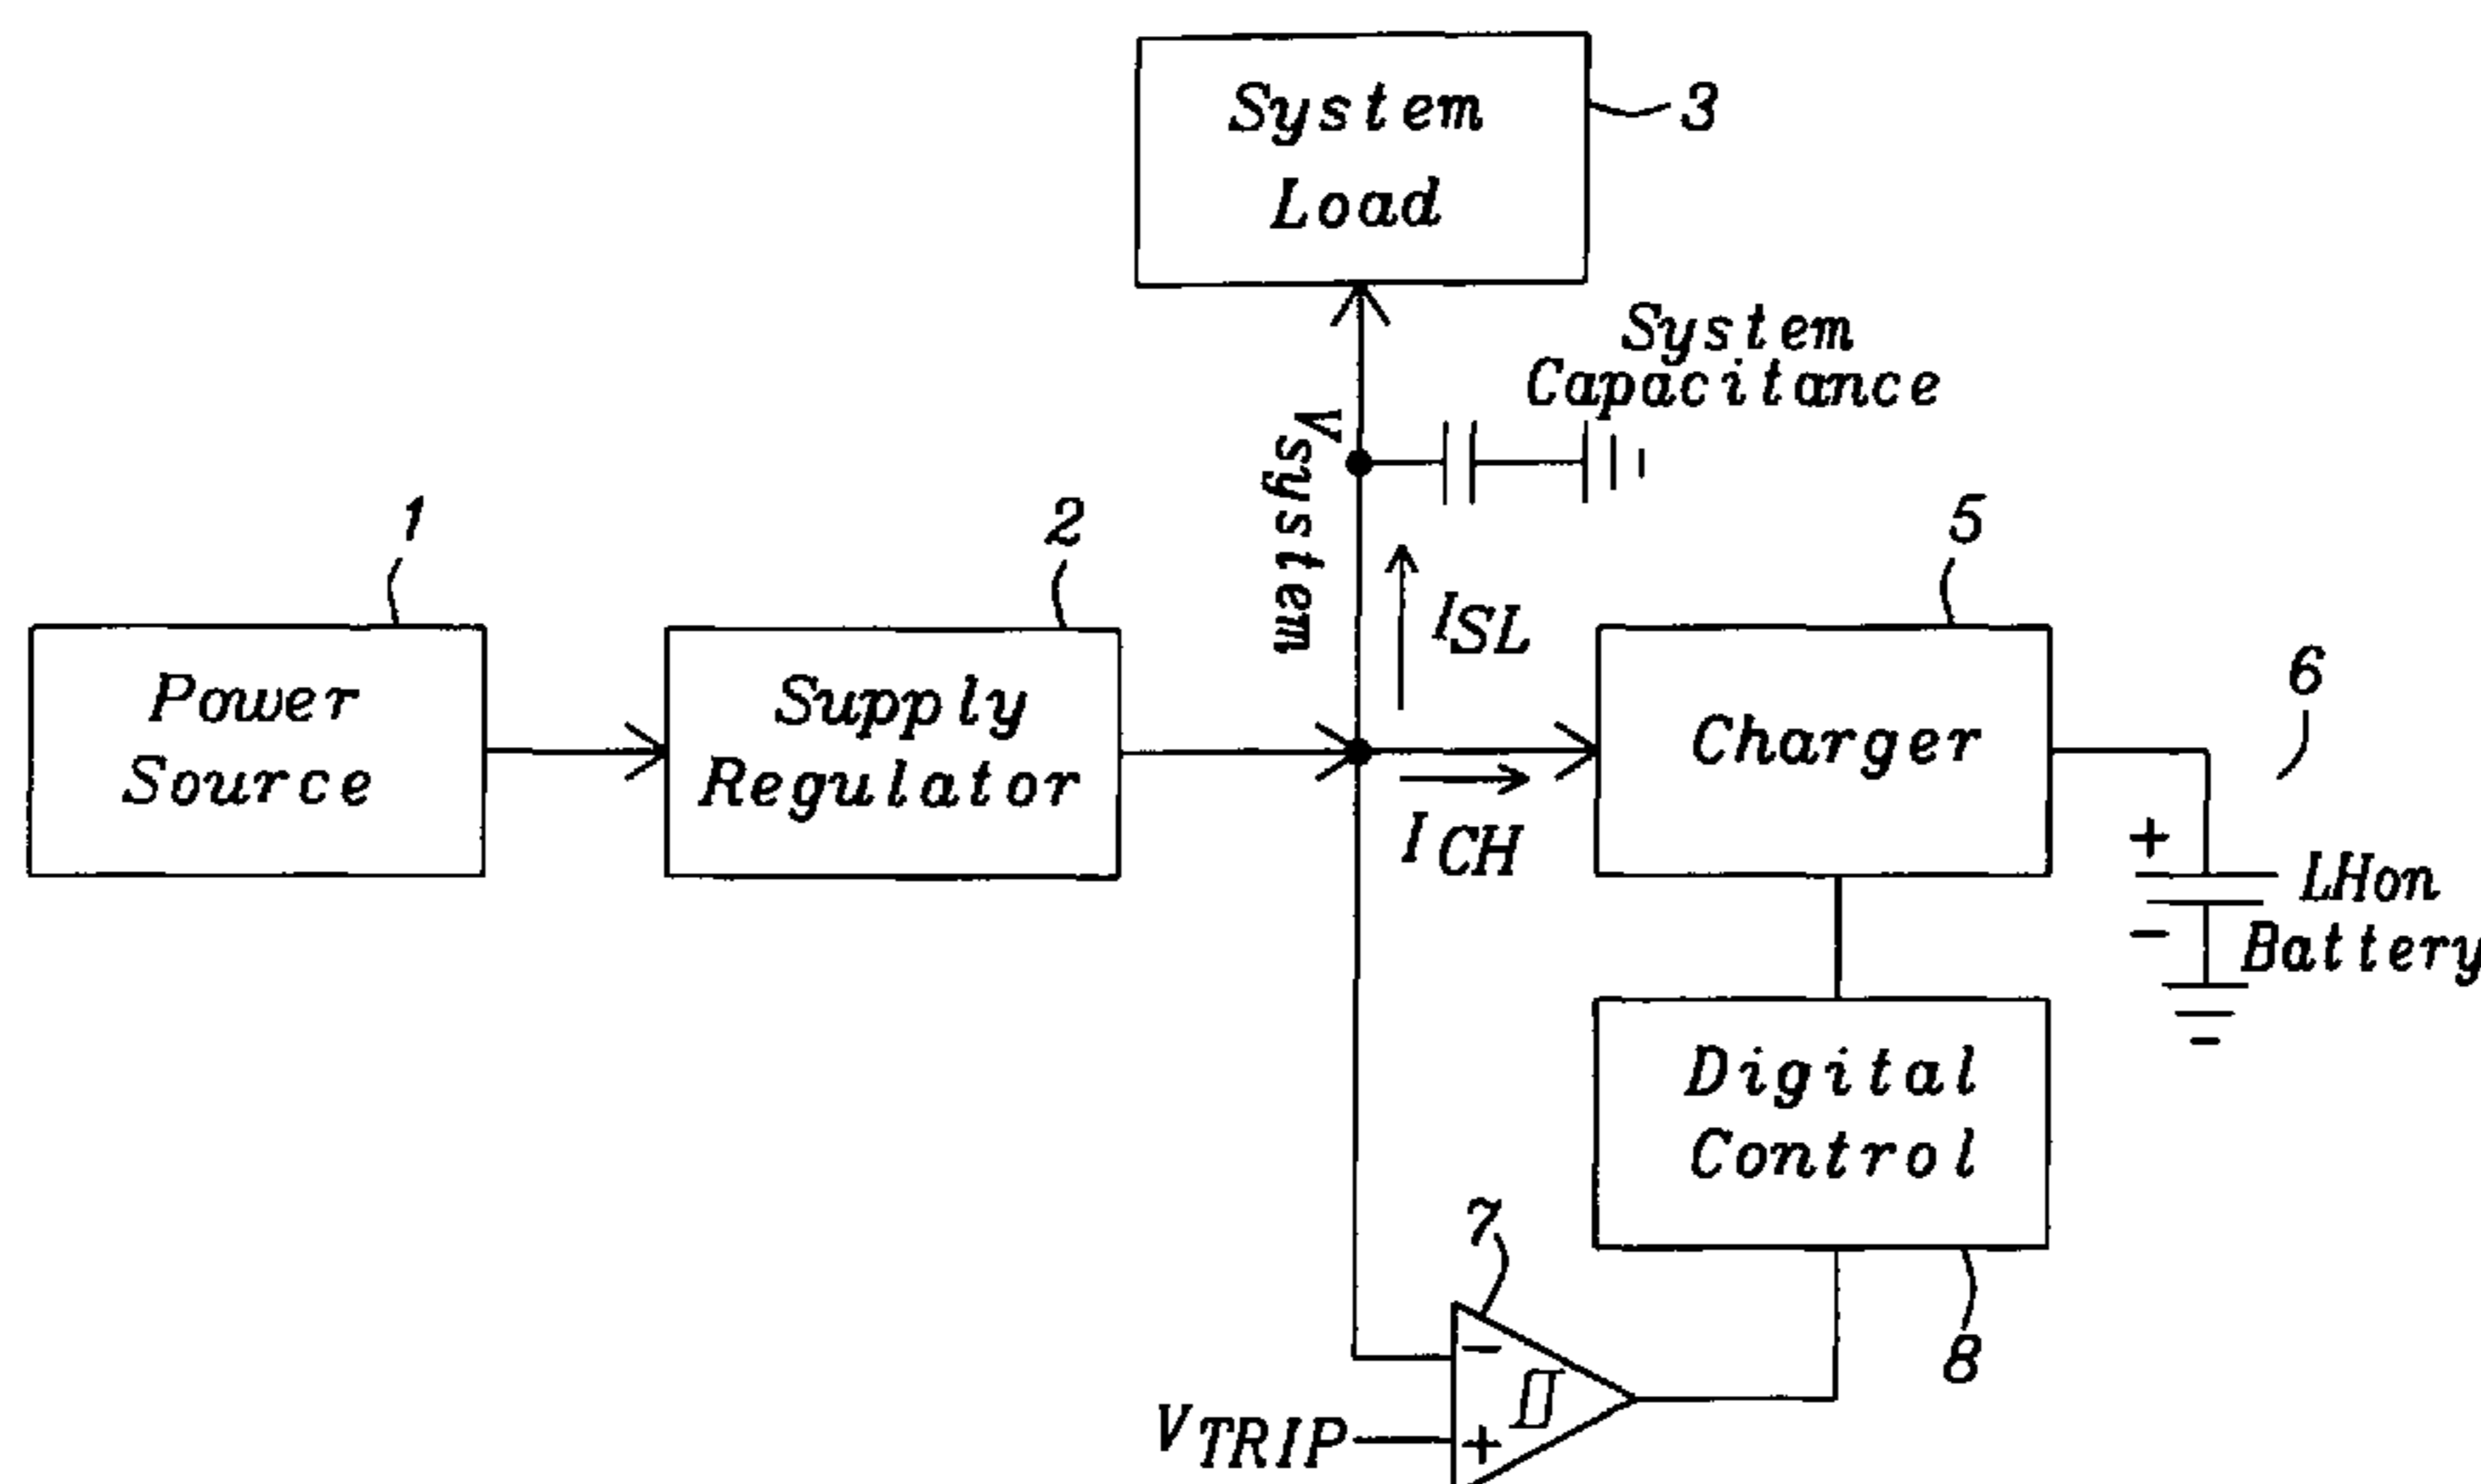 System
Load
3
System
Capacitance
Vsystem
1
2
5
6
ISL
Power
Source
Supply
Regulator
Charger
ICH
+
-
LHon
Battery
Digital
Control
7
8
-
+
VTRIP